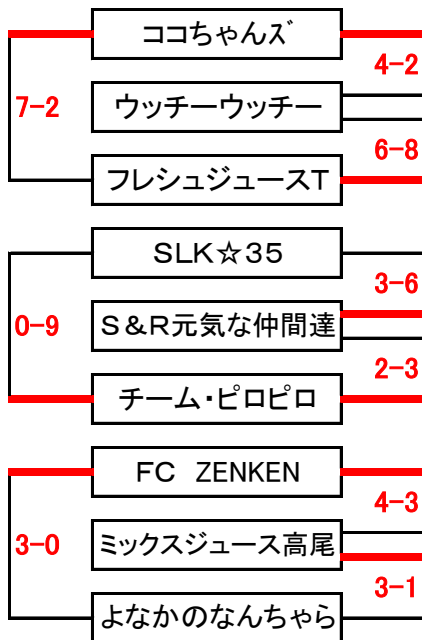 ココちゃんズ
4-2
7-2
ウッチーウッチー
6-8
フレシュジュースT
SLK☆35
3-6
0-9
S&R元気な仲間達
2-3
チーム・ピロピロ
FC ZENKEN
4-3
3-0
ミックスジュース高尾
3-1
よなかのなんちゃら